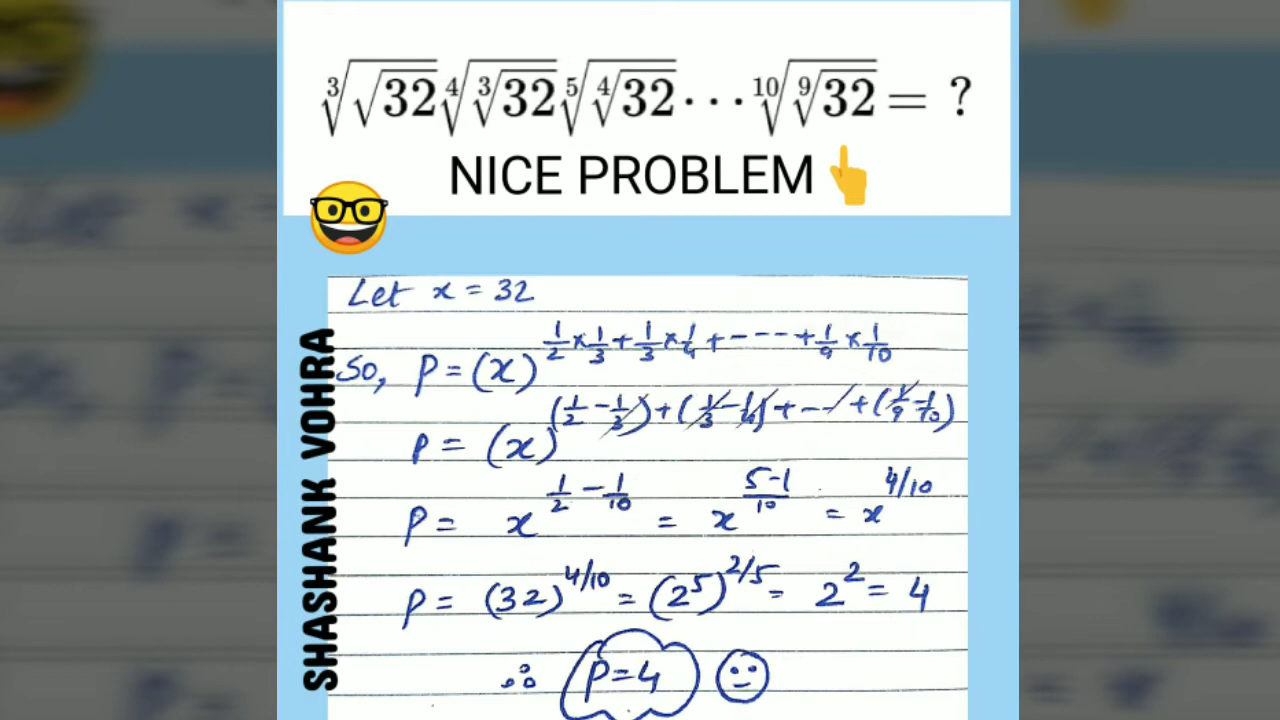 ∛√32 ∜∛32 ⁵√∜32 ⋯ ¹⁰√⁹√32 = ?
NICE PROBLEM
Let x = 32
So, P = (x)^(1/2 × 1/3 + 1/3 × 1/4 + ---- + 1/9 × 1/10)
P = (x)^((1/2 - 1/3) + (1/3 - 1/4) + --- + (1/9 - 1/10))
P = x^(1/2 - 1/10) = x^((5-1)/10) = x^(4/10)
P = (32)^(4/10) = (2^5)^(2/5) = 2^2 = 4
∴ P=4
SHASHANK VOHRA